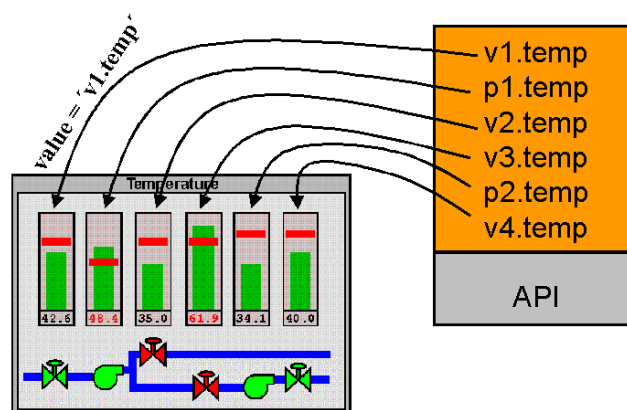 value = ´v1.temp´
v1.temp
p1.temp
v2.temp
v3.temp
p2.temp
v4.temp
API
Temperature
42.6 48.4 35.0 61.9 34.1 40.0